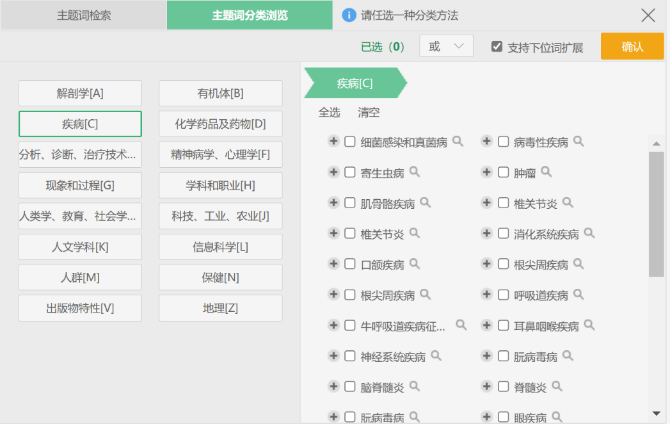 主题词检索
主题词分类浏览
请任选一种分类方法
已选（0）
或
支持下位词扩展
确认
解剖学[A]
有机体[B]
疾病[C]
化学药品及药物[D]
分析、诊断、治疗技术...
精神病学、心理学[F]
现象和过程[G]
学科和职业[H]
人类学、教育、社会学...
科技、工业、农业[J]
人文学科[K]
信息科学[L]
人群[M]
保健[N]
出版物特性[V]
地理[Z]
疾病[C]
全选 清空
细菌感染和真菌病
病毒性疾病
寄生虫病
肿瘤
肌骨骼疾病
椎关节炎
椎关节炎
消化系统疾病
口颌疾病
根尖周疾病
根尖周疾病
呼吸道疾病
牛呼吸道疾病征...
耳鼻咽喉疾病
神经系统疾病
朊病毒病
脑脊髓炎
脊髓炎
朊病毒病
眼疾病